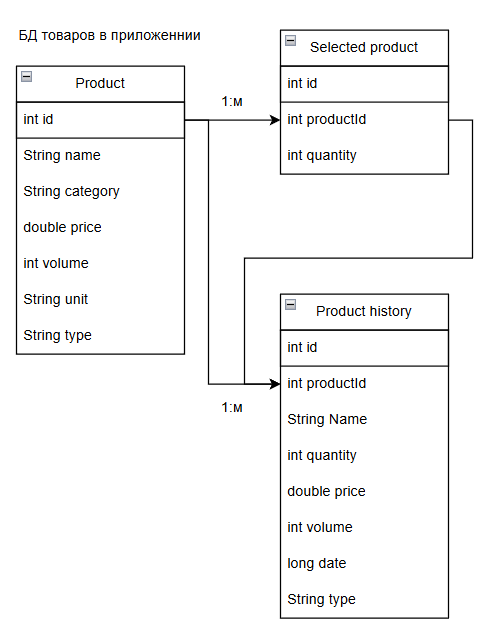 БД товаров в приложеннии
Product
int id
String name
String category
double price
int volume
String unit
String type
1:м
Selected product
int id
int productId
int quantity
1:м
Product history
int id
int productId
String Name
int quantity
double price
int volume
long date
String type